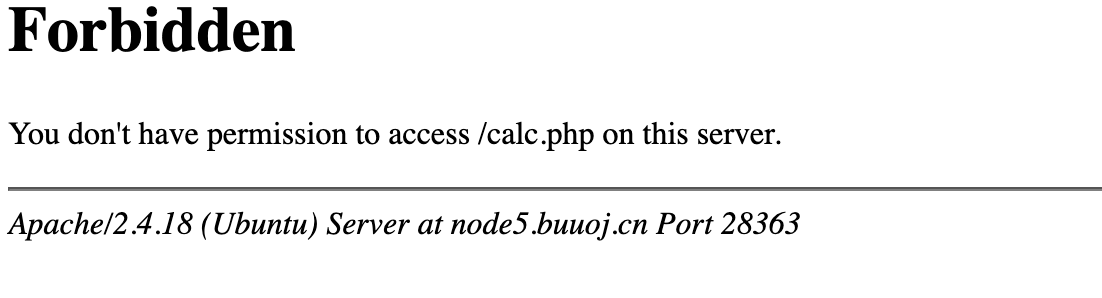 Forbidden
You don't have permission to access /calc.php on this server.
Apache/2.4.18 (Ubuntu) Server at node5.buuoj.cn Port 28363